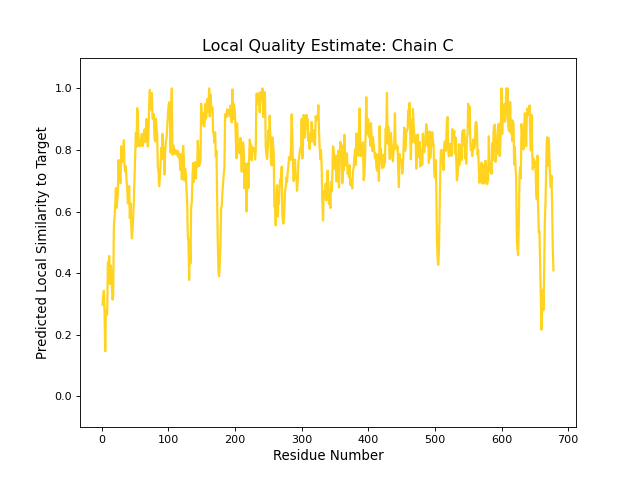 Local Quality Estimate: Chain C
Predicted Local Similarity to Target
1.0
0.8
0.6
0.4
0.2
0.0
0 100 200 300 400 500 600 700
Residue Number